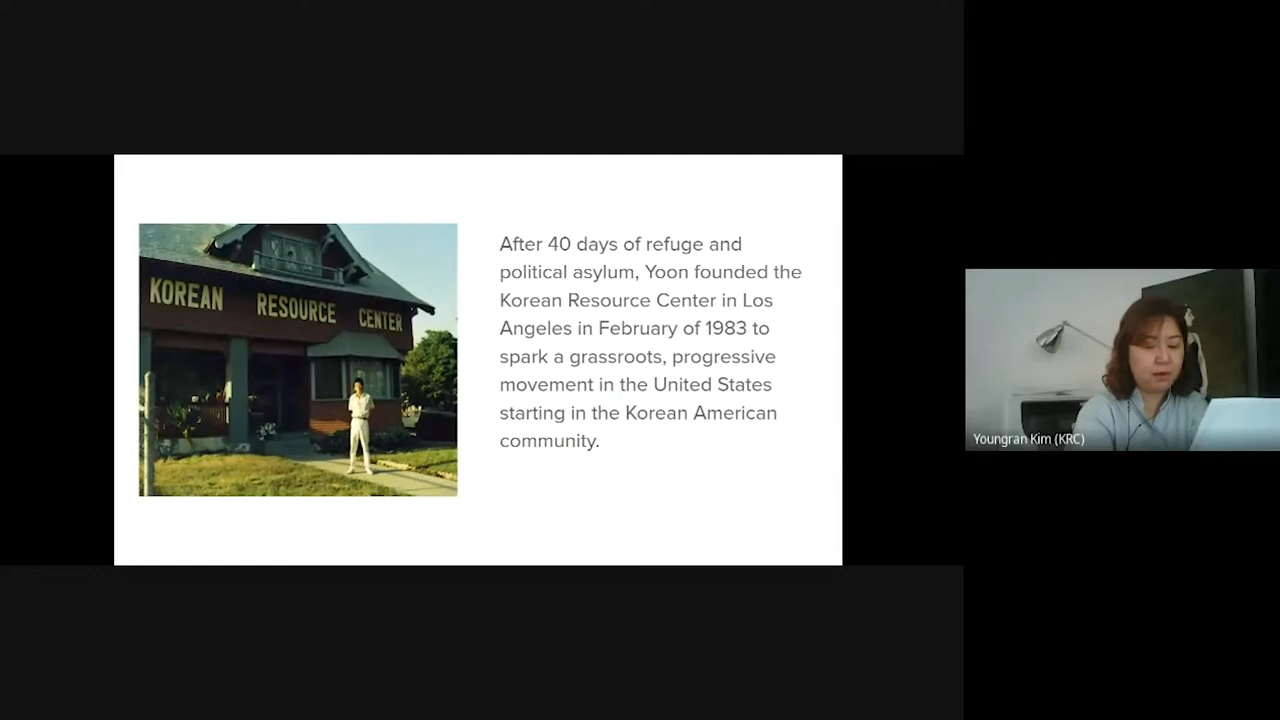 KOREAN RESOURCE CENTER
After 40 days of refuge and
political asylum, Yoon founded the
Korean Resource Center in Los
Angeles in February of 1983 to
spark a grassroots, progressive
movement in the United States
starting in the Korean American
community.
Youngran Kim (KRC)